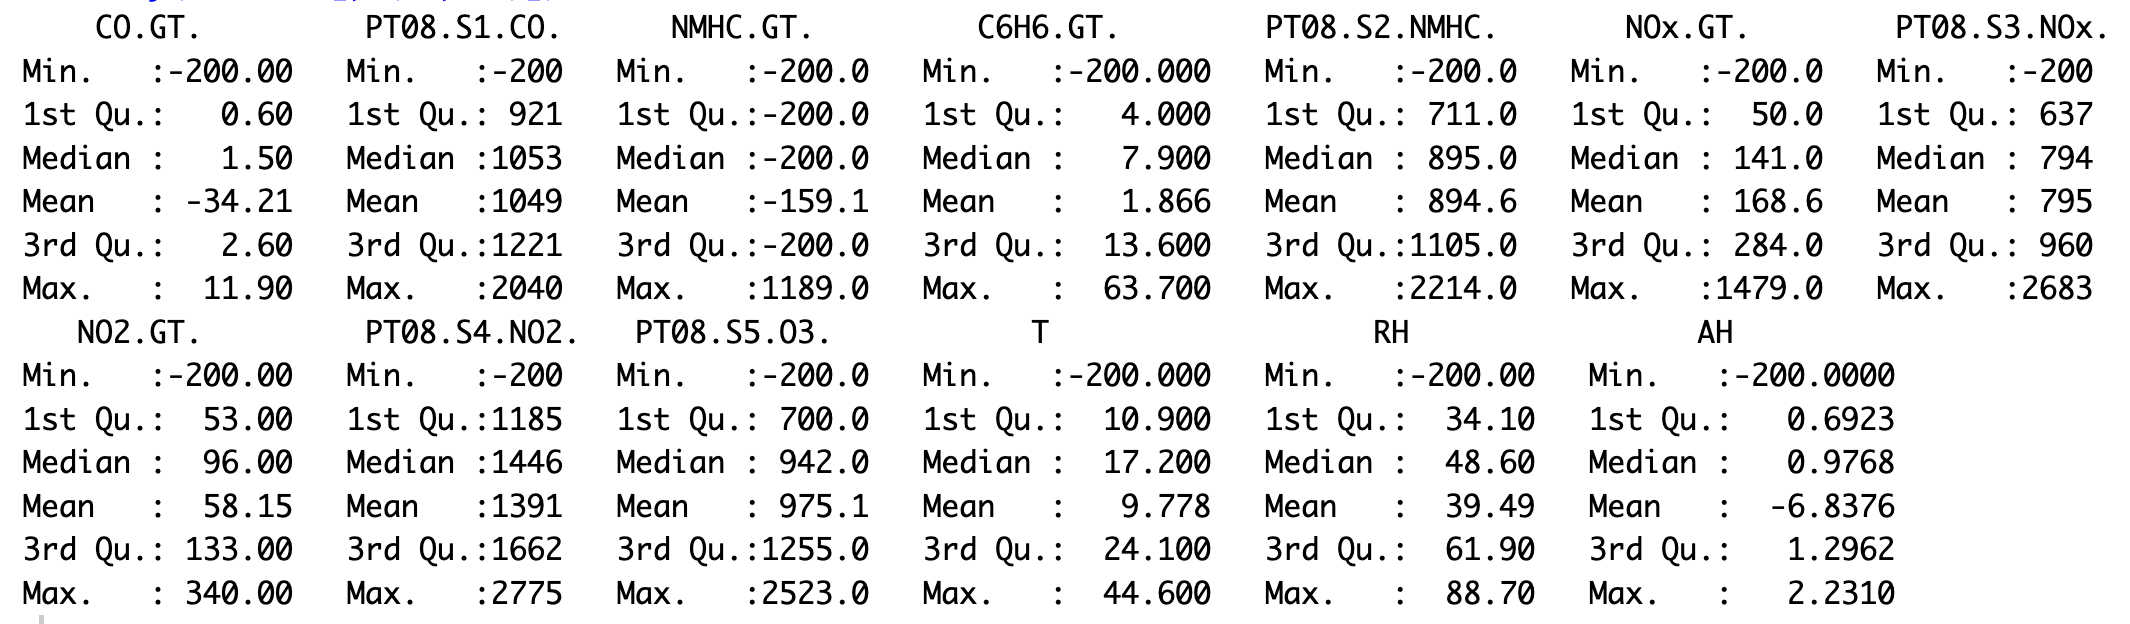 CO.GT. PT08.S1.CO. NMHC.GT. C6H6.GT. PT08.S2.NMHC. NOx.GT. PT08.S3.NOx.
Min. :-200.00 Min. :-200 Min. :-200.0 Min. :-200.000 Min. :-200.0 Min. :-200.0 Min. :-200
1st Qu.: 0.60 1st Qu.: 921 1st Qu.:-200.0 1st Qu.: 4.000 1st Qu.: 711.0 1st Qu.: 50.0 1st Qu.: 637
Median : 1.50 Median :1053 Median :-200.0 Median : 7.900 Median : 895.0 Median : 141.0 Median : 794
Mean : -34.21 Mean :1049 Mean :-159.1 Mean : 1.866 Mean : 894.6 Mean : 168.6 Mean : 795
3rd Qu.: 2.60 3rd Qu.:1221 3rd Qu.:-200.0 3rd Qu.: 13.600 3rd Qu.:1105.0 3rd Qu.: 284.0 3rd Qu.: 960
Max. : 11.90 Max. :2040 Max. :1189.0 Max. : 63.700 Max. :2214.0 Max. :1479.0 Max. :2683
NO2.GT. PT08.S4.NO2. PT08.S5.O3. T RH AH
Min. :-200.00 Min. :-200 Min. :-200.0 Min. :-200.000 Min. :-200.00 Min. :-200.0000
1st Qu.: 53.00 1st Qu.:1185 1st Qu.: 700.0 1st Qu.: 10.900 1st Qu.: 34.10 1st Qu.: 0.6923
Median : 96.00 Median :1446 Median : 942.0 Median : 17.200 Median : 48.60 Median : 0.9768
Mean : 58.15 Mean :1391 Mean : 975.1 Mean : 9.778 Mean : 39.49 Mean : -6.8376
3rd Qu.: 133.00 3rd Qu.:1662 3rd Qu.:1255.0 3rd Qu.: 24.100 3rd Qu.: 61.90 3rd Qu.: 1.2962
Max. : 340.00 Max. :2775 Max. :2523.0 Max. : 44.600 Max. : 88.70 Max. : 2.2310